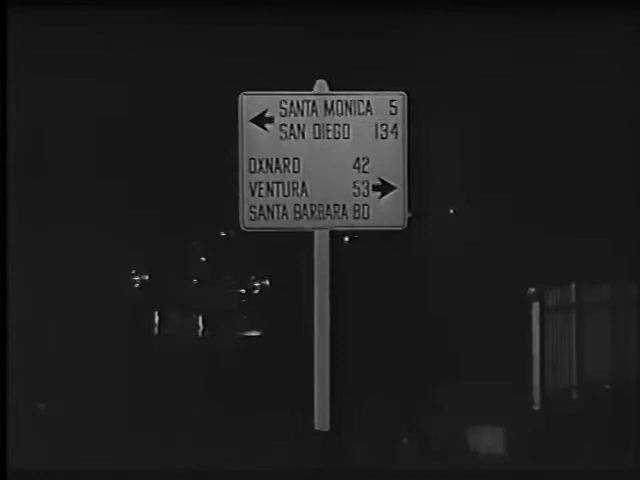 SANTA MONICA 5
SAN DIEGO 134
OXNARD 42
VENTURA 53
SANTA BARBARA 80